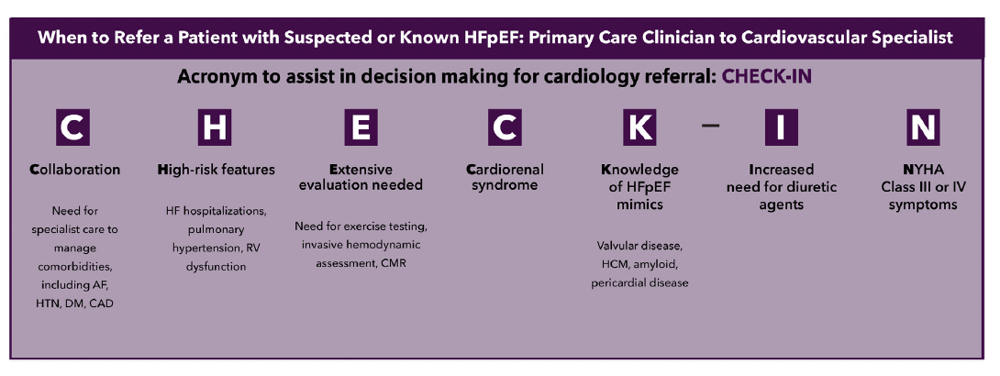 When to Refer a Patient with Suspected or Known HFpEF: Primary Care Clinician to Cardiovascular Specialist
Acronym to assist in decision making for cardiology referral: CHECK-IN
C
Collaboration
Need for
specialist care to
manage
comorbidities,
including AF,
HTN, DM, CAD
H
High-risk features
HF hospitalizations,
pulmonary
hypertension, RV
dysfunction
E
Extensive
evaluation needed
Need for exercise testing,
invasive hemodynamic
assessment, CMR
C
Cardiorenal
syndrome
K
Knowledge
of HFpEF
mimics
Valvular disease,
HCM, amyloid,
pericardial disease
–
I
Increased
need for diuretic
agents
N
NYHA
Class III or IV
symptoms